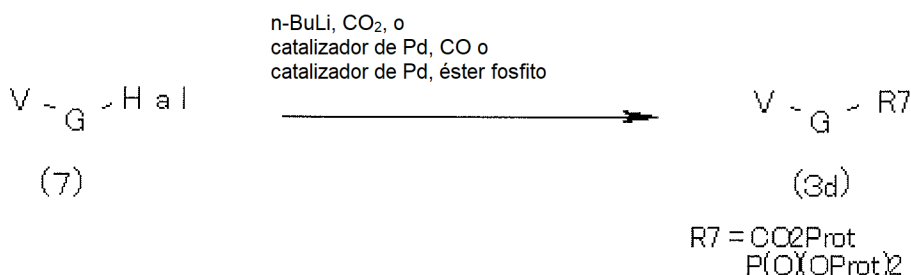 n-BuLi, CO₂, o
catalizador de Pd, CO o
catalizador de Pd, éster fosfito
V - G - Hal
V - G - R7
(7)
(3d)
R7 = CO2Prot
P(O)(OProt)2